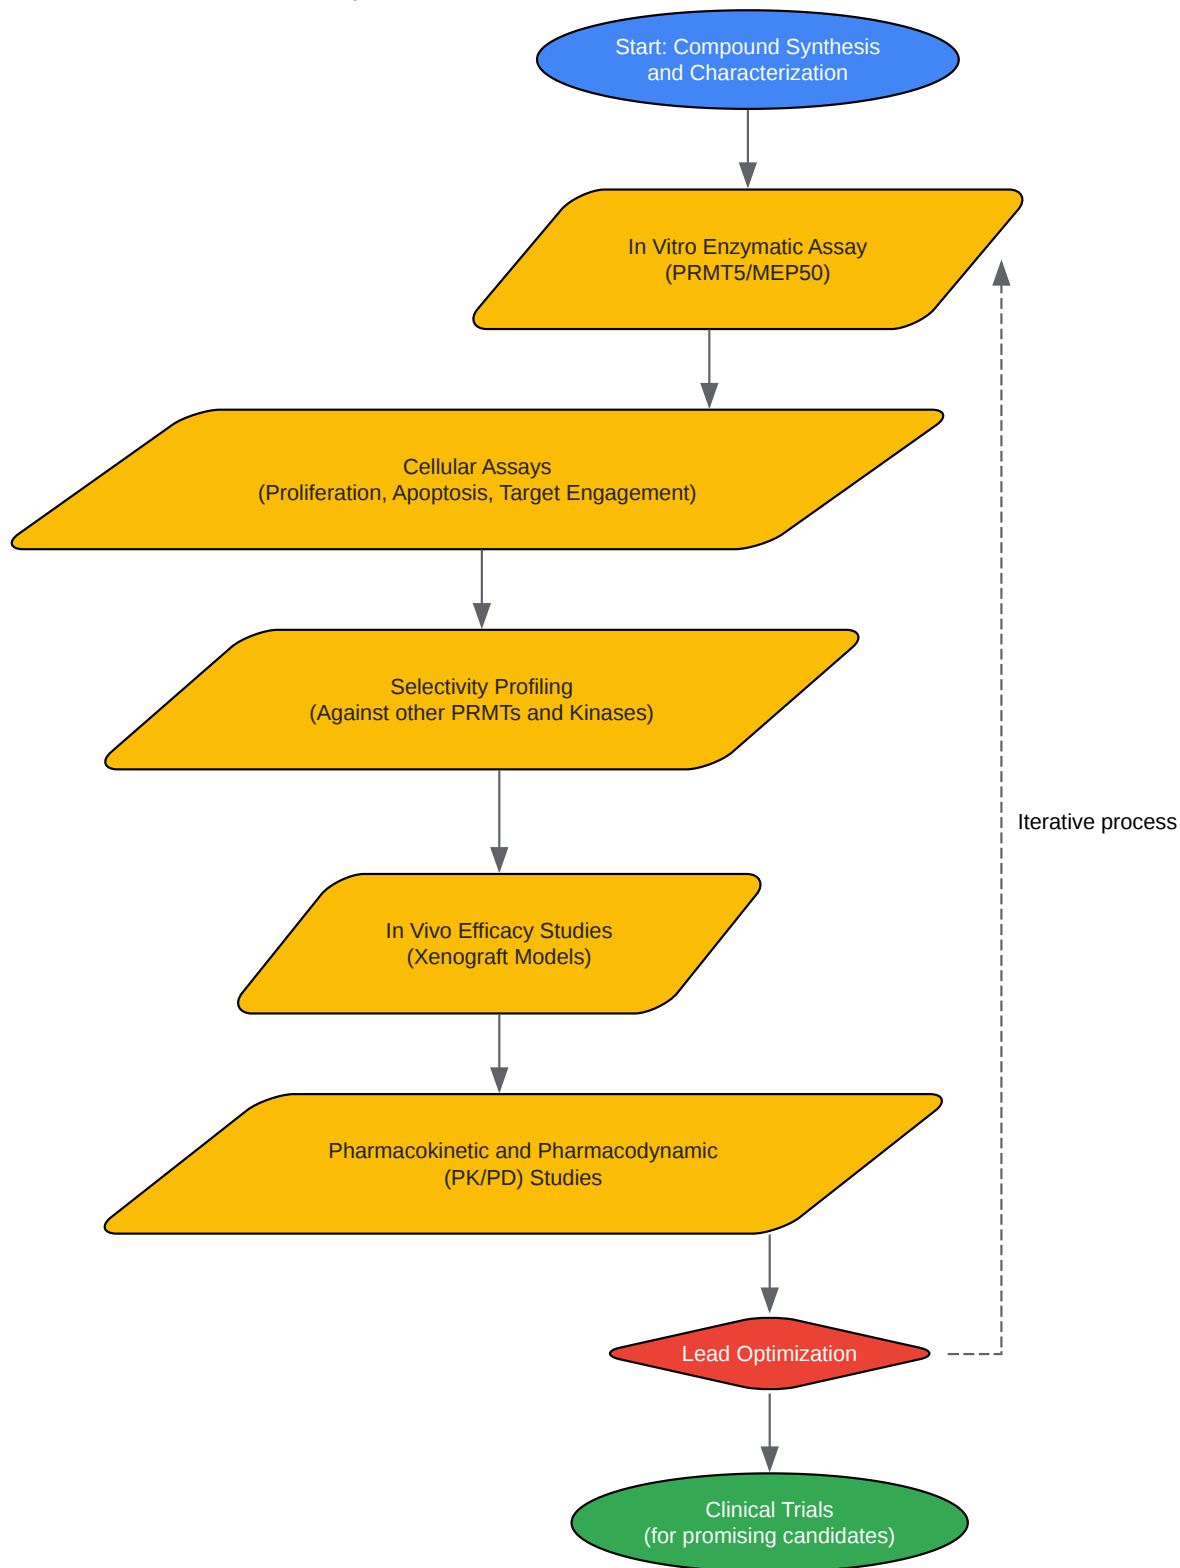 Start: Compound Synthesis
and Characterization
In Vitro Enzymatic Assay
(PRMT5/MEP50)
Cellular Assays
(Proliferation, Apoptosis, Target Engagement)
Selectivity Profiling
(Against other PRMTs and Kinases)
Iterative process
In Vivo Efficacy Studies
(Xenograft Models)
Pharmacokinetic and Pharmacodynamic
(PK/PD) Studies
Lead Optimization
Clinical Trials
(for promising candidates)